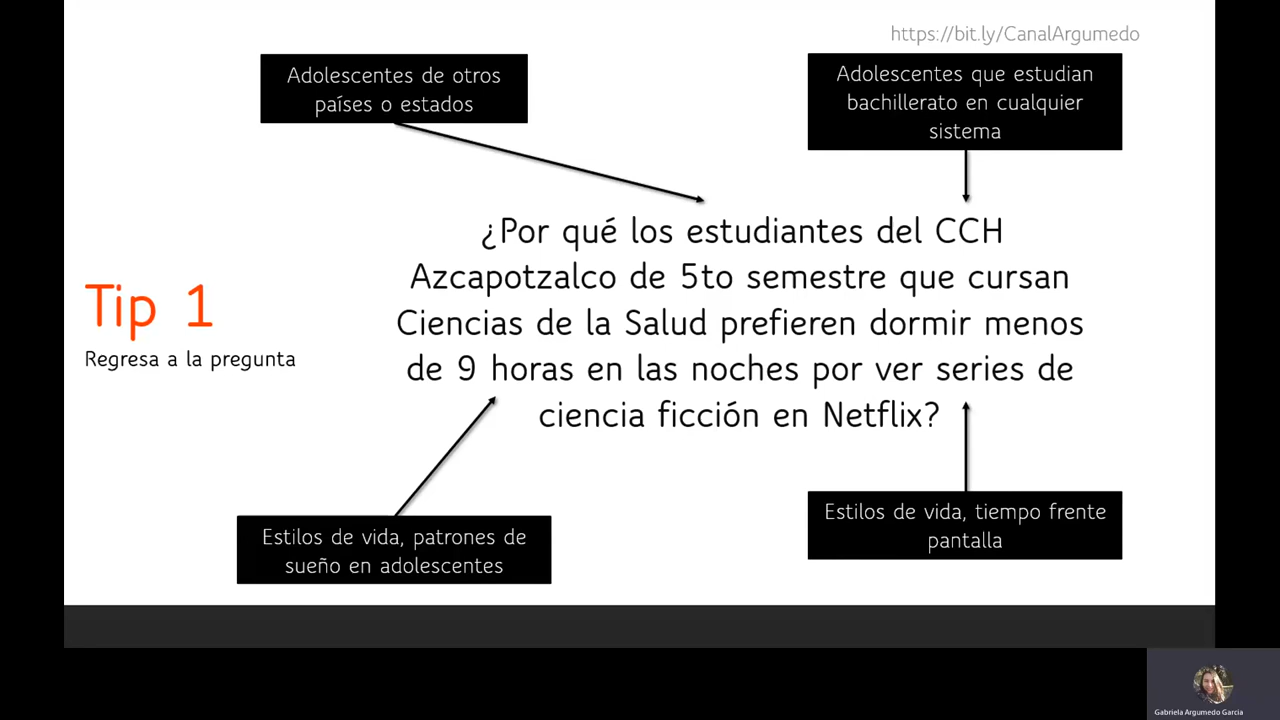 https://bit.ly/CanalArgumedo
Adolescentes de otros
países o estados
Adolescentes que estudian
bachillerato en cualquier
sistema
¿Por qué los estudiantes del CCH
Azcapotzalco de 5to semestre que cursan
Ciencias de la Salud prefieren dormir menos
de 9 horas en las noches por ver series de
ciencia ficción en Netflix?
Tip 1
Regresa a la pregunta
Estilos de vida, patrones de
sueño en adolescentes
Estilos de vida, tiempo frente
pantalla
Gabriela Argumedo Garcia